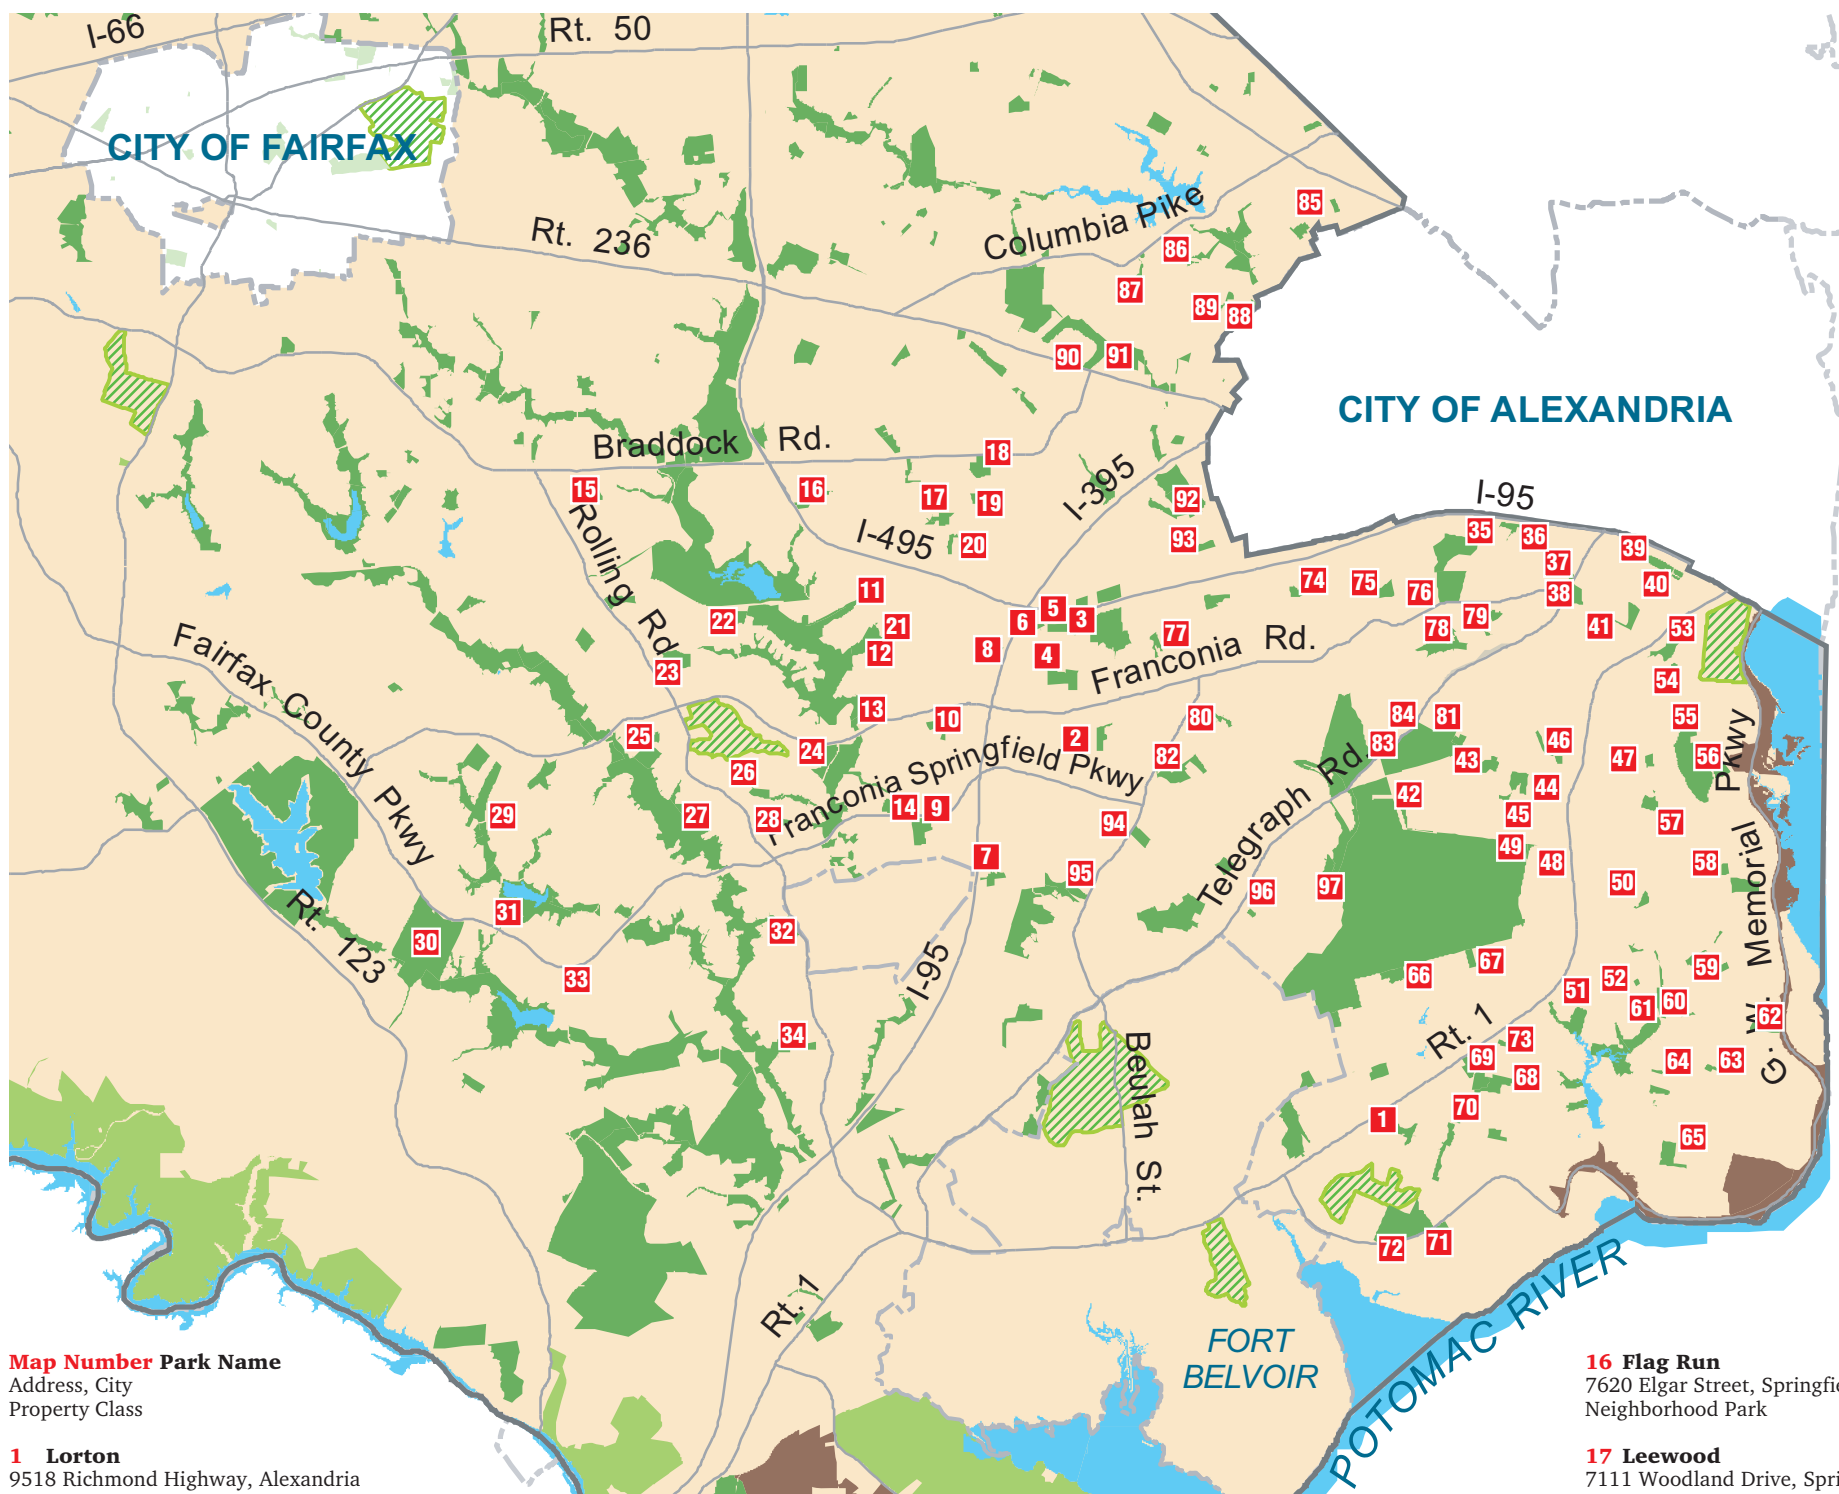 I-66
Rt. 50
CITY OF FAIRFAX
Rt. 236
Columbia Pike
85
86
87
89
88
90
91
CITY OF ALEXANDRIA
Braddock Rd.
18
I-395
15
16
17
19
92
I-95
Rolling Rd
I-495
20
93
35
36
39
37
11
74
75
76
38
40
22
21
6
5
3
77
78
79
41
53
12
8
4
Franconia Rd.
Fairfax County Pkwy
23
54
13
10
80
84
81
55
25
24
2
82
83
43
46
47
56
26
Franconia Springfield Pkwy
Telegraph Rd.
42
44
G. W. Memorial Pkwy
29
27
28
14
9
94
45
57
7
49
48
58
31
95
96
97
50
Rt. 123
30
32
33
I-95
66
67
51
52
59
61
60
62
34
Beulah St.
Rt. 1
73
69
68
64
63
1
70
65
72
71
Rt. 1
FORT
BELVOIR
POTOMAC RIVER
Map Number Park Name
Address, City
Property Class
1 Lorton
9518 Richmond Highway, Alexandria
16 Flag Run
7620 Elgar Street, Springfie
Neighborhood Park
17 Leewood
7111 Woodland Drive, Spri